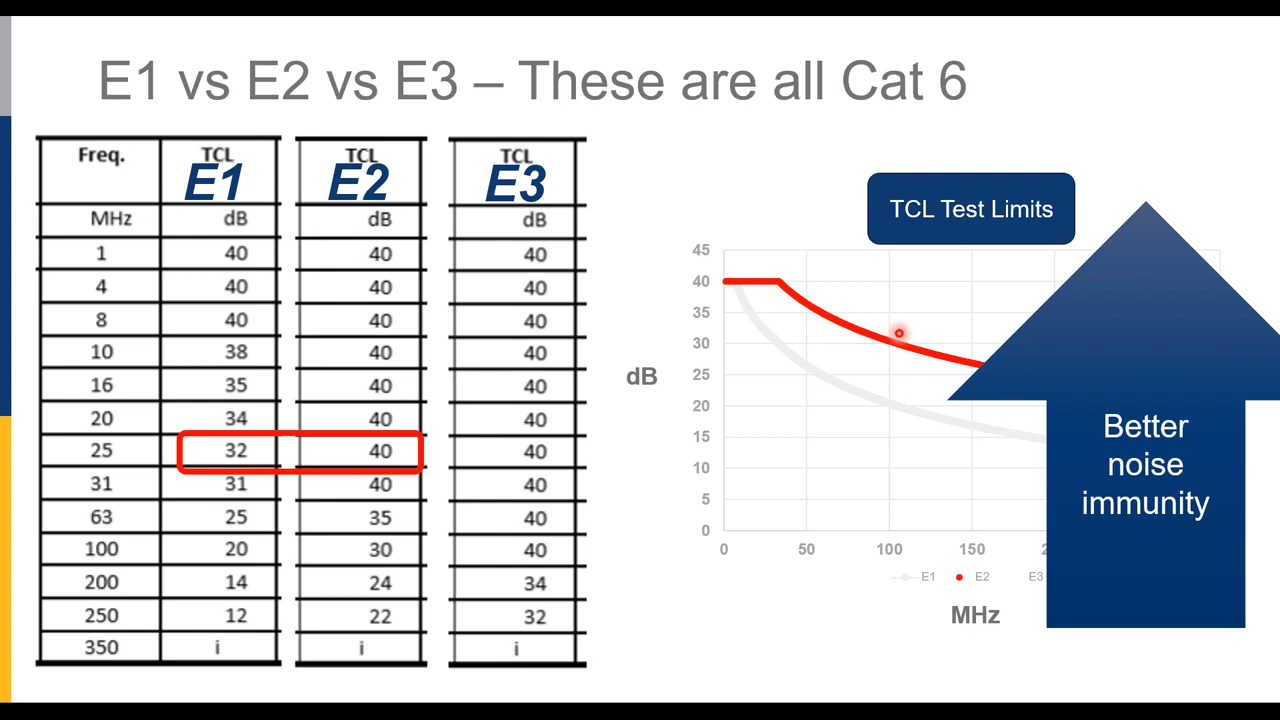 E1 vs E2 vs E3 – These are all Cat 6
Freq. TCL TCL TCL
E1 E2 E3
MHz dB dB dB
1 40 40 40
4 40 40 40
8 40 40 40
10 38 40 40
16 35 40 40
20 34 40 40
25 32 40 40
31 31 40 40
63 25 35 40
100 20 30 40
200 14 24 34
250 12 22 32
350 i i i
TCL Test Limits
45
40
35
30
25
20
15
10
5
0
dB
0 50 100 150
E1 E2 E3
MHz
Better
noise
immunity